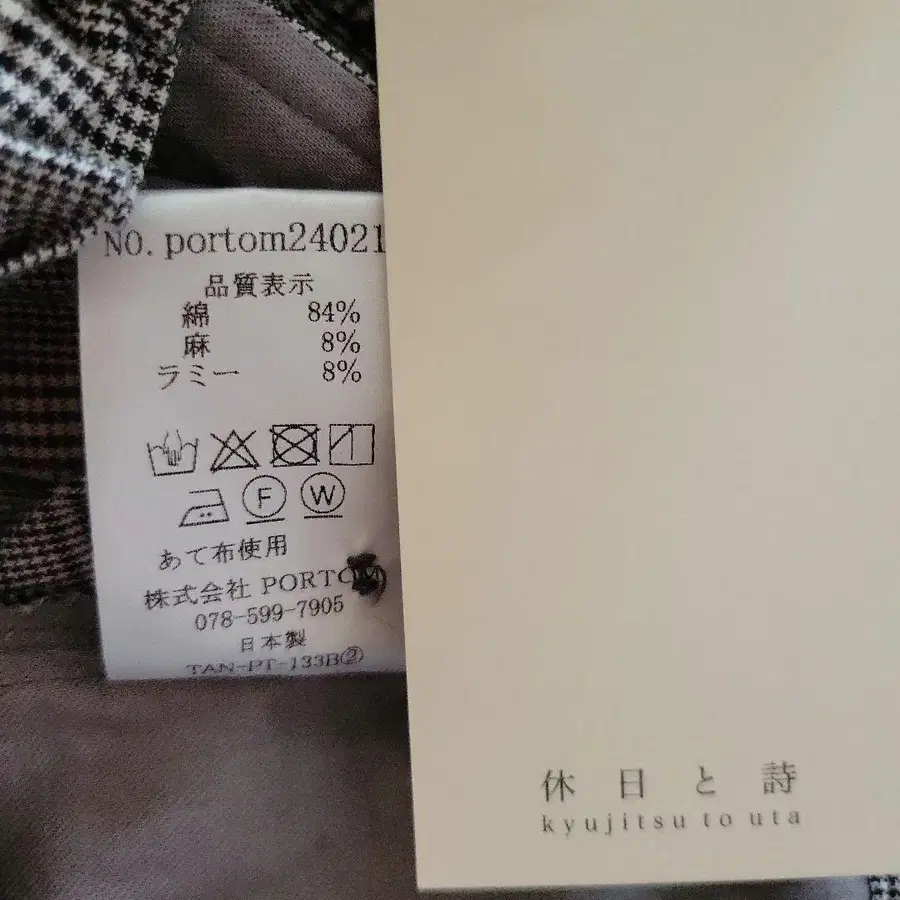 NO. portom24021
品質表示
綿 84%
麻 8%
ラミー 8%
F W
あて布使用
株式会社 PORTOM
078-599-7905
日本製
TAN-PT-133B②
休日と詩
kyujitsu to uta